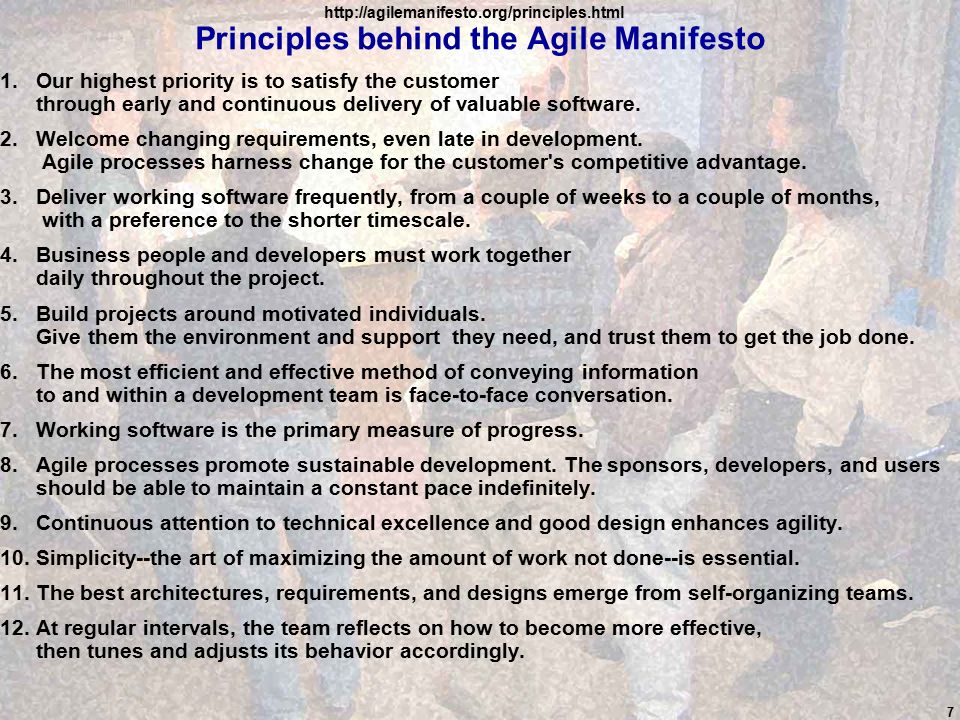 http://agilemanifesto.org/principles.html
Principles behind the Agile Manifesto
1. Our highest priority is to satisfy the customer
through early and continuous delivery of valuable software.
2. Welcome changing requirements, even late in development.
Agile processes harness change for the customer's competitive advantage.
3. Deliver working software frequently, from a couple of weeks to a couple of months,
with a preference to the shorter timescale.
4. Business people and developers must work together
daily throughout the project.
5. Build projects around motivated individuals.
Give them the environment and support they need, and trust them to get the job done.
6. The most efficient and effective method of conveying information
to and within a development team is face-to-face conversation.
7. Working software is the primary measure of progress.
8. Agile processes promote sustainable development. The sponsors, developers, and users
should be able to maintain a constant pace indefinitely.
9. Continuous attention to technical excellence and good design enhances agility.
10. Simplicity--the art of maximizing the amount of work not done--is essential.
11. The best architectures, requirements, and designs emerge from self-organizing teams.
12. At regular intervals, the team reflects on how to become more effective,
then tunes and adjusts its behavior accordingly.
7